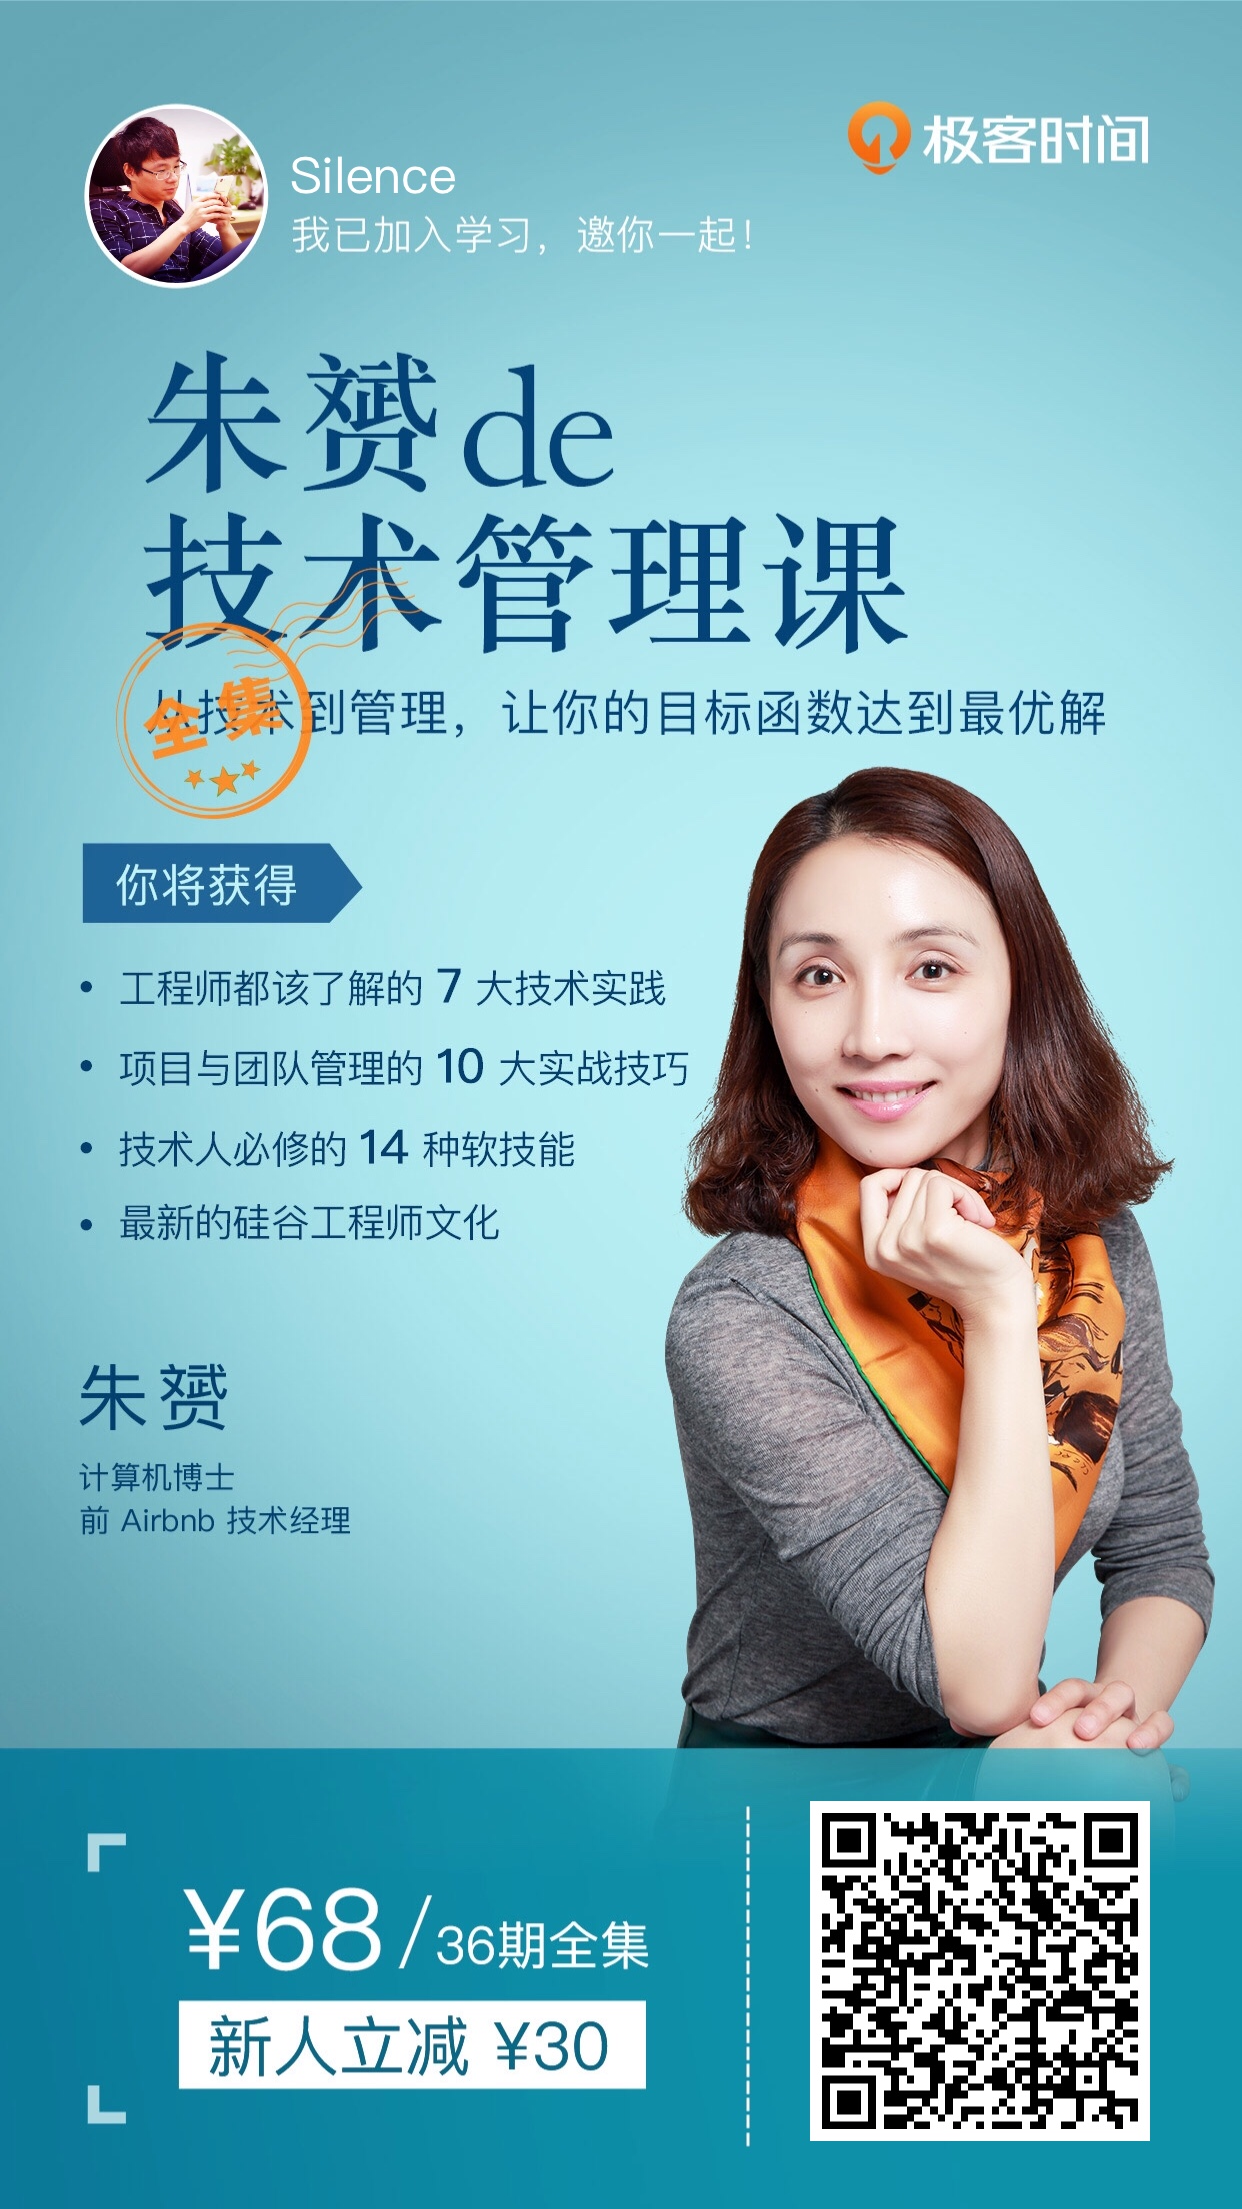 极客时间
Silence
我已加入学习，邀你一起！
朱赟de
技术管理课
全集
从技术到管理，让你的目标函数达到最优解
你将获得
• 工程师都该了解的 7 大技术实践
• 项目与团队管理的 10 大实战技巧
• 技术人必修的 14 种软技能
• 最新的硅谷工程师文化
朱赟
计算机博士
前 Airbnb 技术经理
¥68/36期全集
新人立减 ¥30